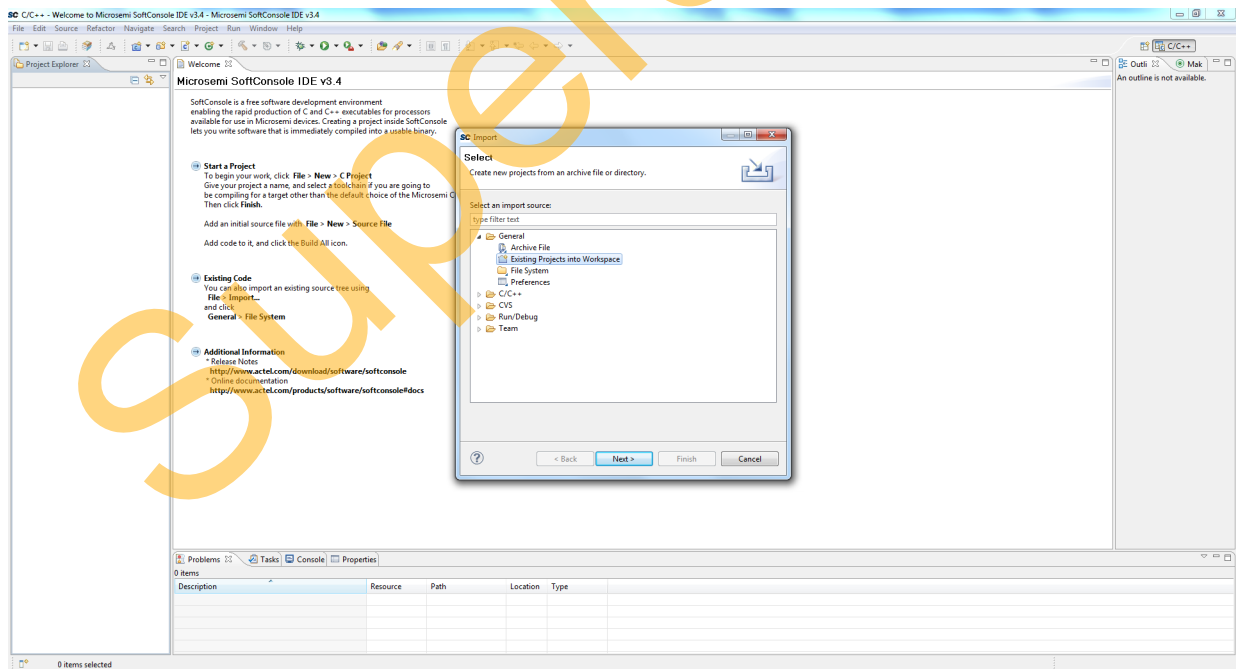 SC C/C++ - Welcome to Microsemi SoftConsole IDE v3.4 - Microsemi SoftConsole IDE v3.4
File Edit Source Refactor Navigate Search Project Run Window Help
C/C++
Project Explorer
Welcome
Outli
Mak
Microsemi SoftConsole IDE v3.4
An outline is not available.
SoftConsole is a free software development environment
enabling the rapid production of C and C++ executables for processors
available for use in Microsemi devices. Creating a project inside SoftConsole
lets you write software that is immediately compiled into a usable binary.
Start a Project
To begin your work, click File > New > C Project
Give your project a name, and select a toolchain if you are going to
be compiling for a target other than the default choice of the Microsemi C
Then click Finish.
Add an initial source file with File > New > Source File
Add code to it, and click the Build All icon.
Existing Code
You can also import an existing source tree using
File > Import...
and click
General > File System
Additional Information
* Release Notes
http://www.actel.com/download/software/softconsole
* Online documentation
http://www.actel.com/products/software/softconsole#docs
SC Import
Select
Create new projects from an archive file or directory.
Select an import source:
type filter text
General
Archive File
Existing Projects into Workspace
File System
Preferences
C/C++
CVS
Run/Debug
Team
< Back
Next >
Finish
Cancel
Problems
Tasks
Console
Properties
0 items
Description Resource Path Location Type
0 items selected
Super